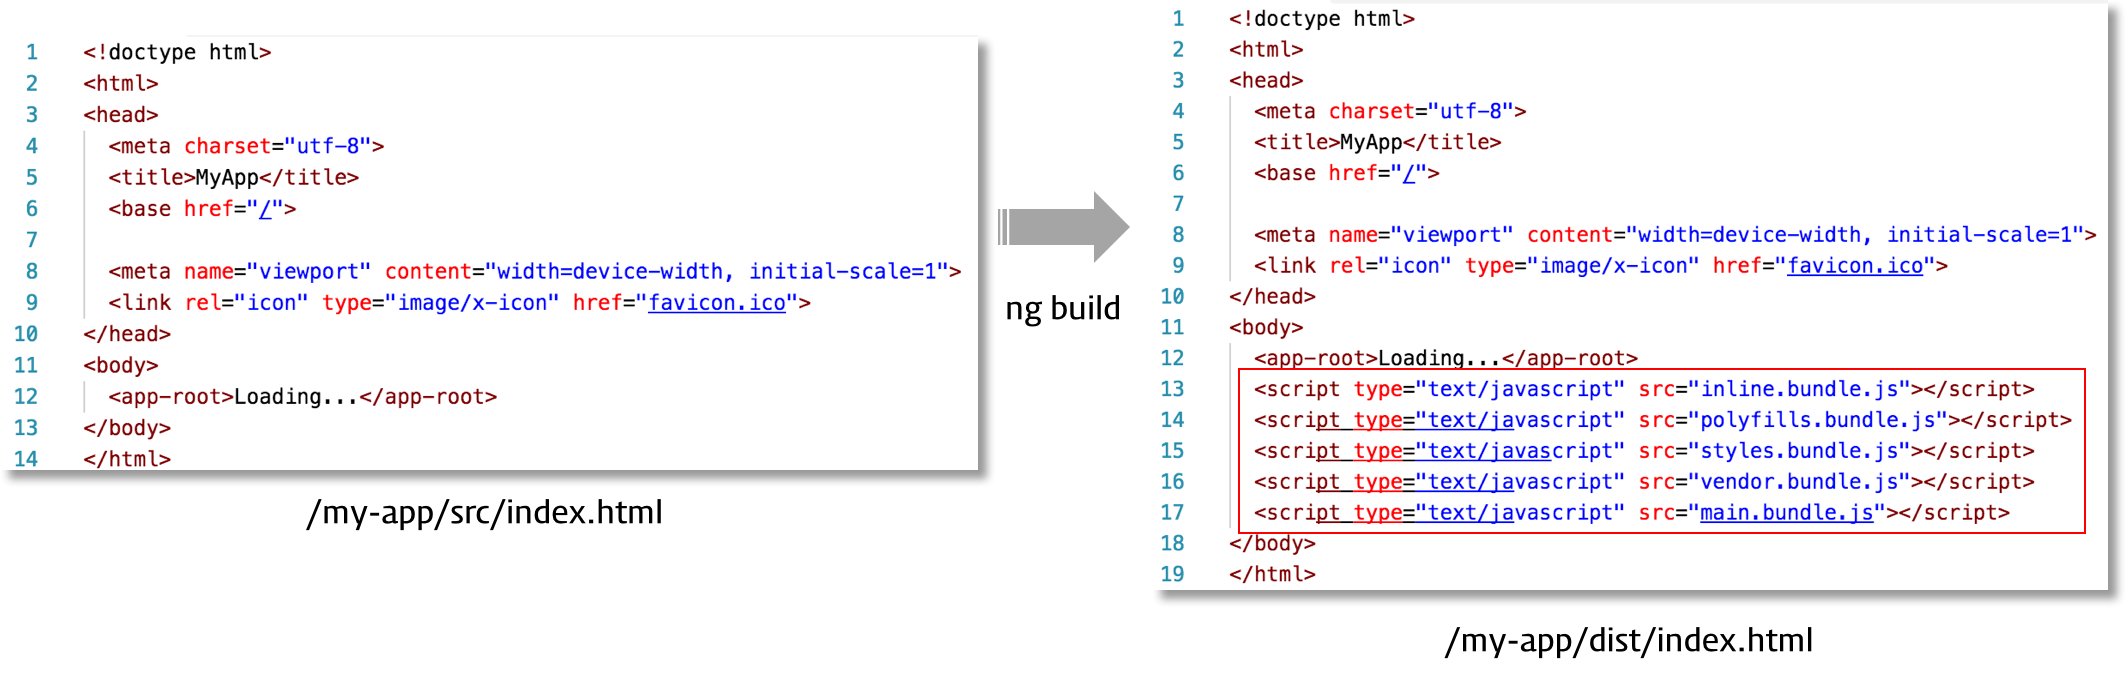 1 <!doctype html>
2 <html>
3 <head>
4 <meta charset="utf-8">
5 <title>MyApp</title>
6 <base href="/">
7
8 <meta name="viewport" content="width=device-width, initial-scale=1">
9 <link rel="icon" type="image/x-icon" href="favicon.ico">
10 </head>
11 <body>
12 <app-root>Loading...</app-root>
13 </body>
14 </html>
/my-app/src/index.html
ng build
1 <!doctype html>
2 <html>
3 <head>
4 <meta charset="utf-8">
5 <title>MyApp</title>
6 <base href="/">
7
8 <meta name="viewport" content="width=device-width, initial-scale=1">
9 <link rel="icon" type="image/x-icon" href="favicon.ico">
10 </head>
11 <body>
12 <app-root>Loading...</app-root>
13 <script type="text/javascript" src="inline.bundle.js"></script>
14 <script type="text/javascript" src="polyfills.bundle.js"></script>
15 <script type="text/javascript" src="styles.bundle.js"></script>
16 <script type="text/javascript" src="vendor.bundle.js"></script>
17 <script type="text/javascript" src="main.bundle.js"></script>
18 </body>
19 </html>
/my-app/dist/index.html